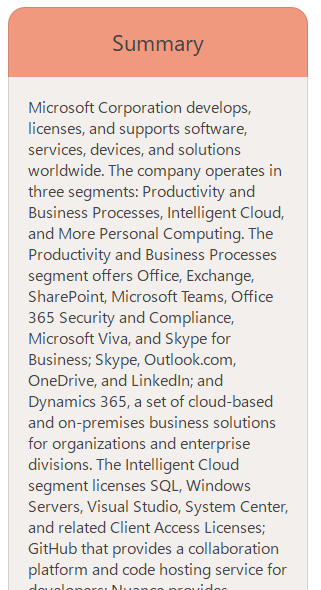 Summary
Microsoft Corporation develops,
licenses, and supports software,
services, devices, and solutions
worldwide. The company operates in
three segments: Productivity and
Business Processes, Intelligent Cloud,
and More Personal Computing. The
Productivity and Business Processes
segment offers Office, Exchange,
SharePoint, Microsoft Teams, Office
365 Security and Compliance,
Microsoft Viva, and Skype for
Business; Skype, Outlook.com,
OneDrive, and LinkedIn; and
Dynamics 365, a set of cloud-based
and on-premises business solutions
for organizations and enterprise
divisions. The Intelligent Cloud
segment licenses SQL, Windows
Servers, Visual Studio, System Center,
and related Client Access Licenses;
GitHub that provides a collaboration
platform and code hosting service for
developers; Nuance provides